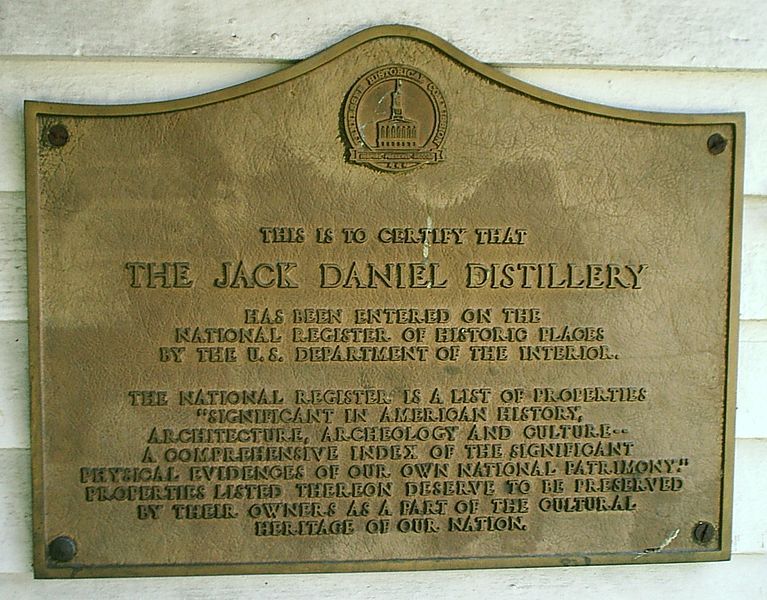 TENNESSEE HISTORICAL COMMISSION
THIS IS TO CERTIFY THAT
THE JACK DANIEL DISTILLERY
HAS BEEN ENTERED ON THE
NATIONAL REGISTER OF HISTORIC PLACES
BY THE U.S. DEPARTMENT OF THE INTERIOR.
THE NATIONAL REGISTER IS A LIST OF PROPERTIES
"SIGNIFICANT IN AMERICAN HISTORY,
ARCHITECTURE, ARCHEOLOGY AND CULTURE--
A COMPREHENSIVE INDEX OF THE SIGNIFICANT
PHYSICAL EVIDENCES OF OUR OWN NATIONAL PATRIMONY."
PROPERTIES LISTED THEREON DESERVE TO BE PRESERVED
BY THEIR OWNERS AS A PART OF THE CULTURAL
HERITAGE OF OUR NATION.